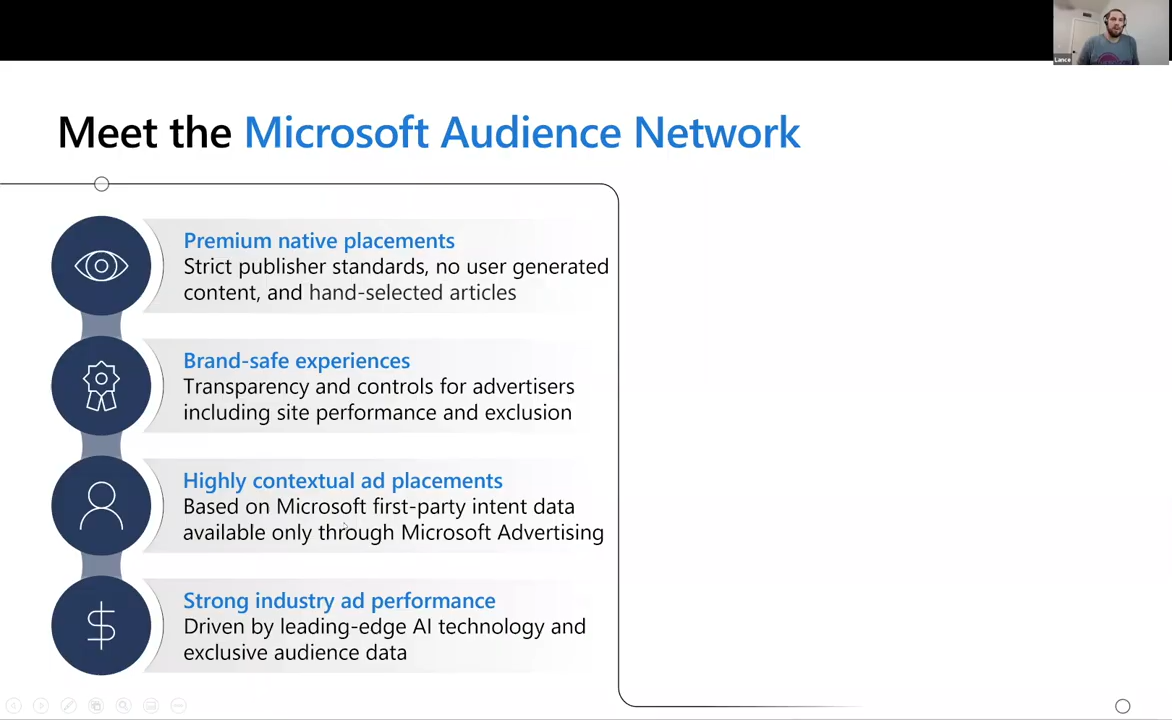 Lance
Meet the Microsoft Audience Network
Premium native placements
Strict publisher standards, no user generated
content, and hand-selected articles
Brand-safe experiences
Transparency and controls for advertisers
including site performance and exclusion
Highly contextual ad placements
Based on Microsoft first-party intent data
available only through Microsoft Advertising
Strong industry ad performance
Driven by leading-edge AI technology and
exclusive audience data